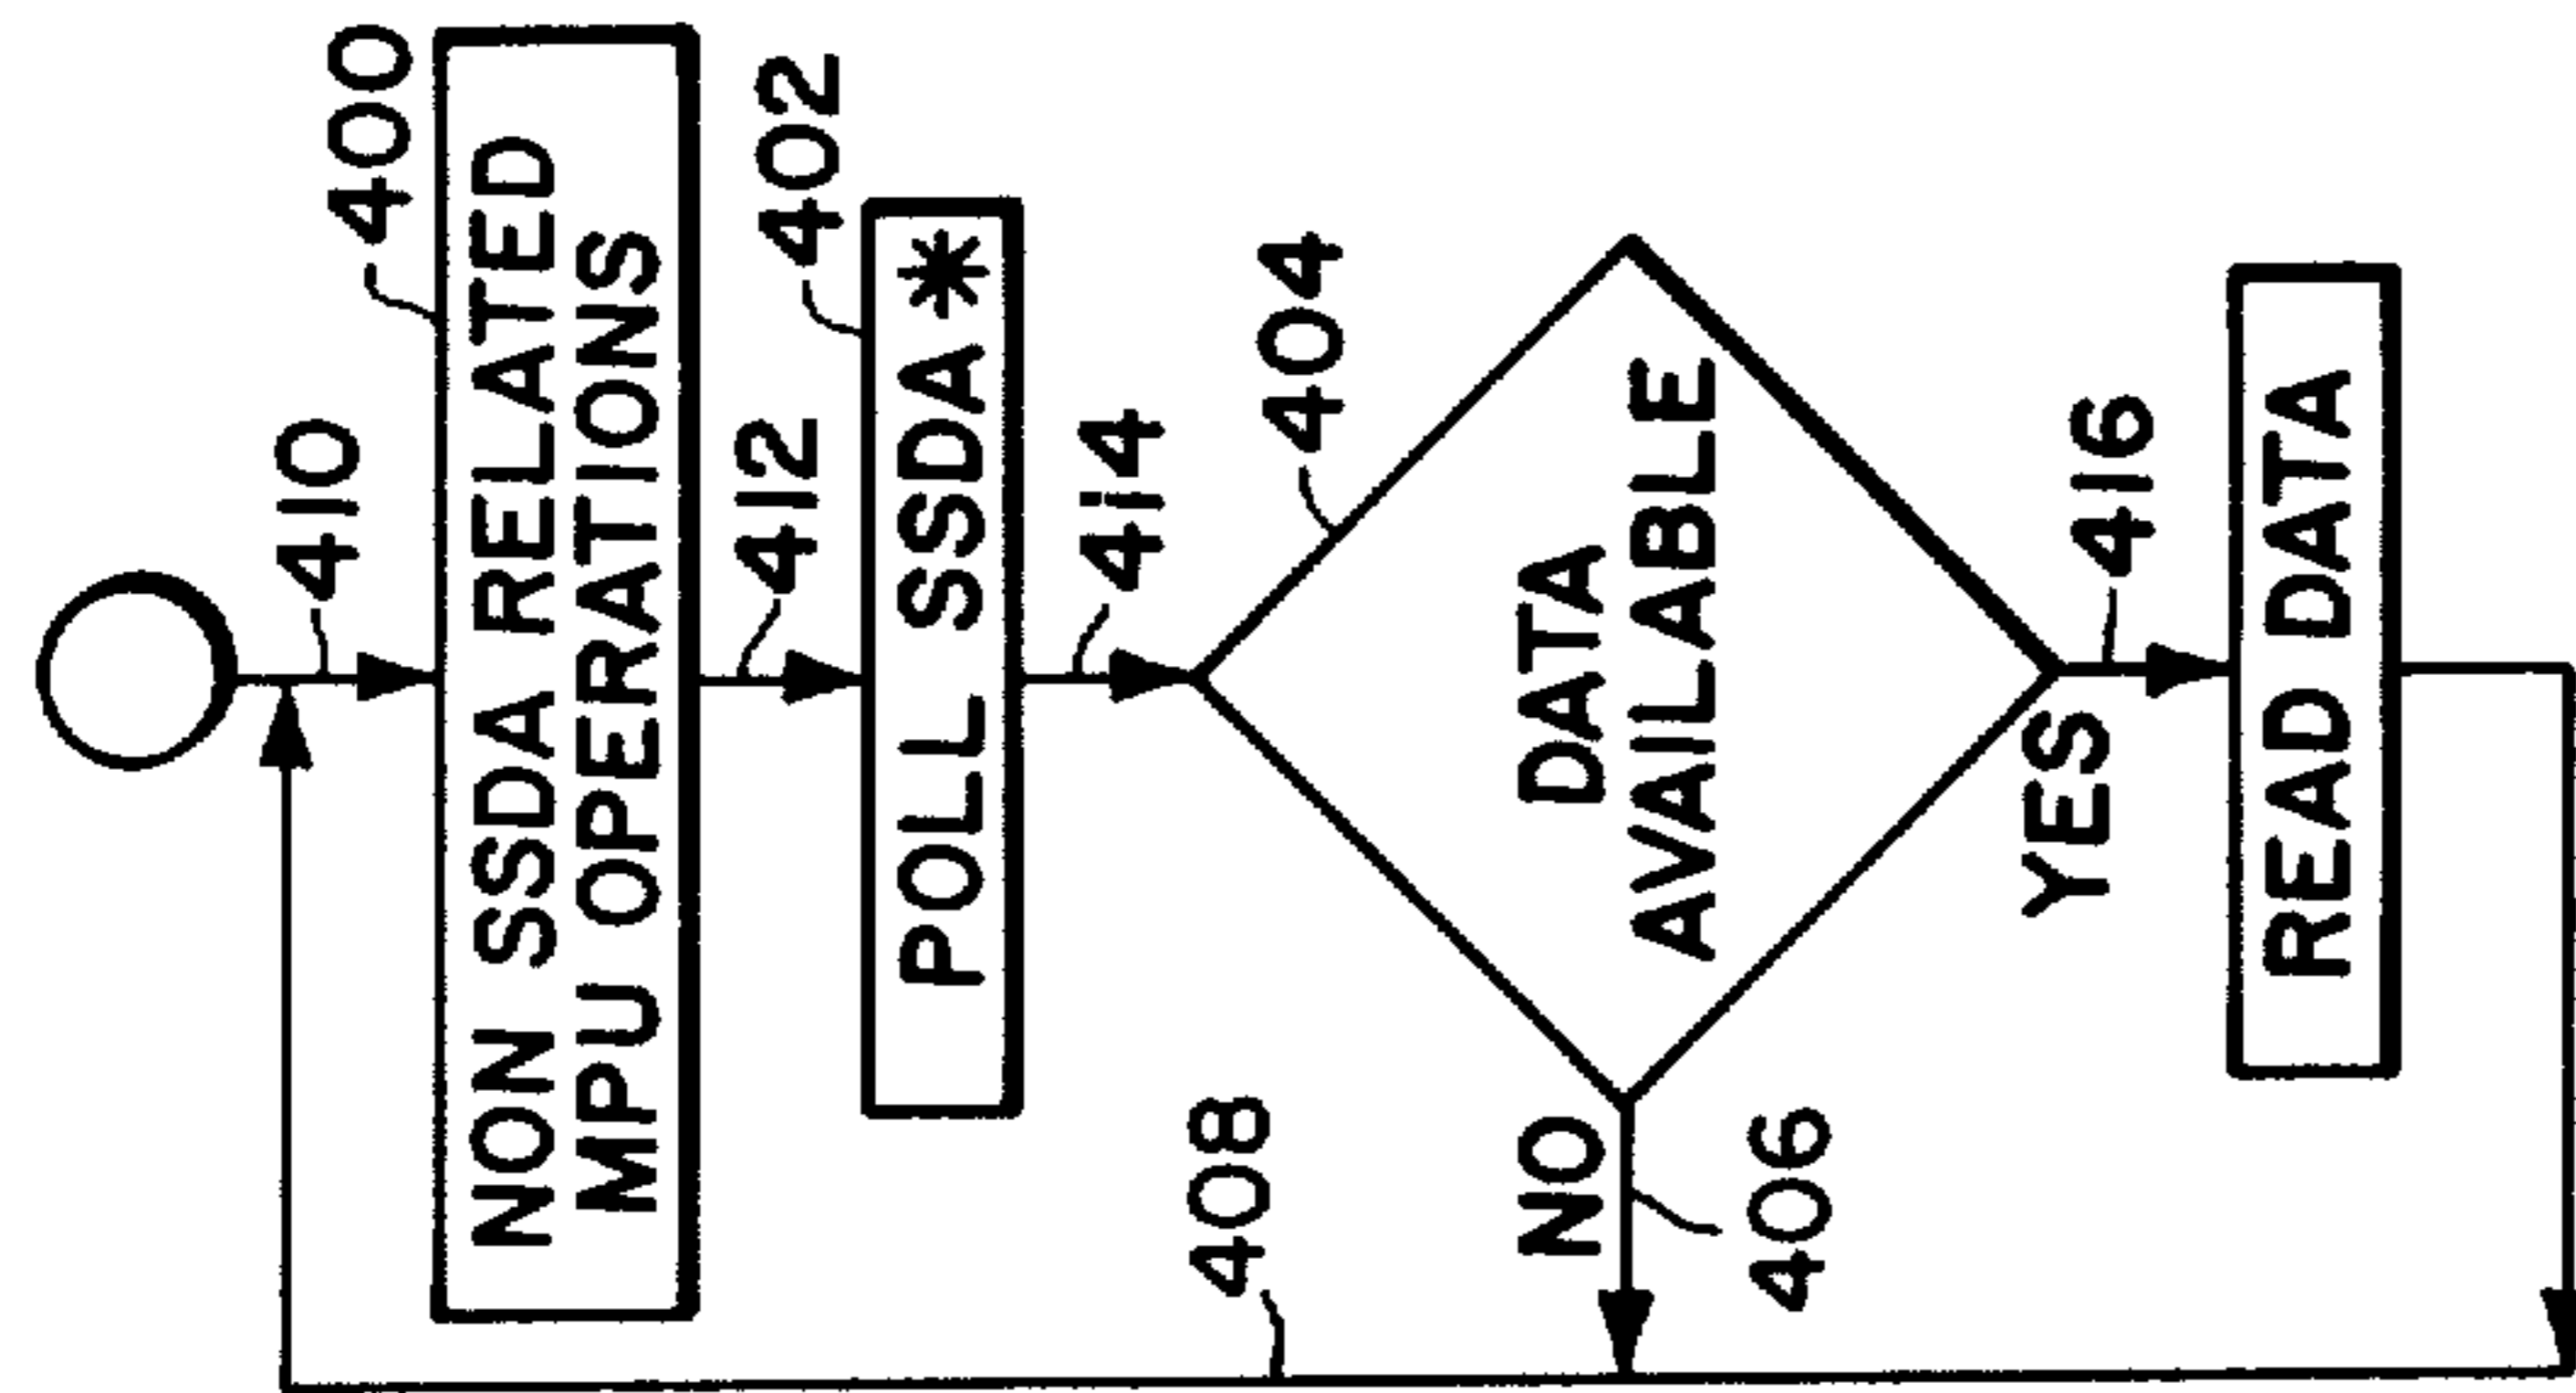 410
400
NON SSDA RELATED
MPU OPERATIONS
412
402
POLL SSDA *
414
404
DATA
AVAILABLE
408
NO
406
YES
416
READ DATA